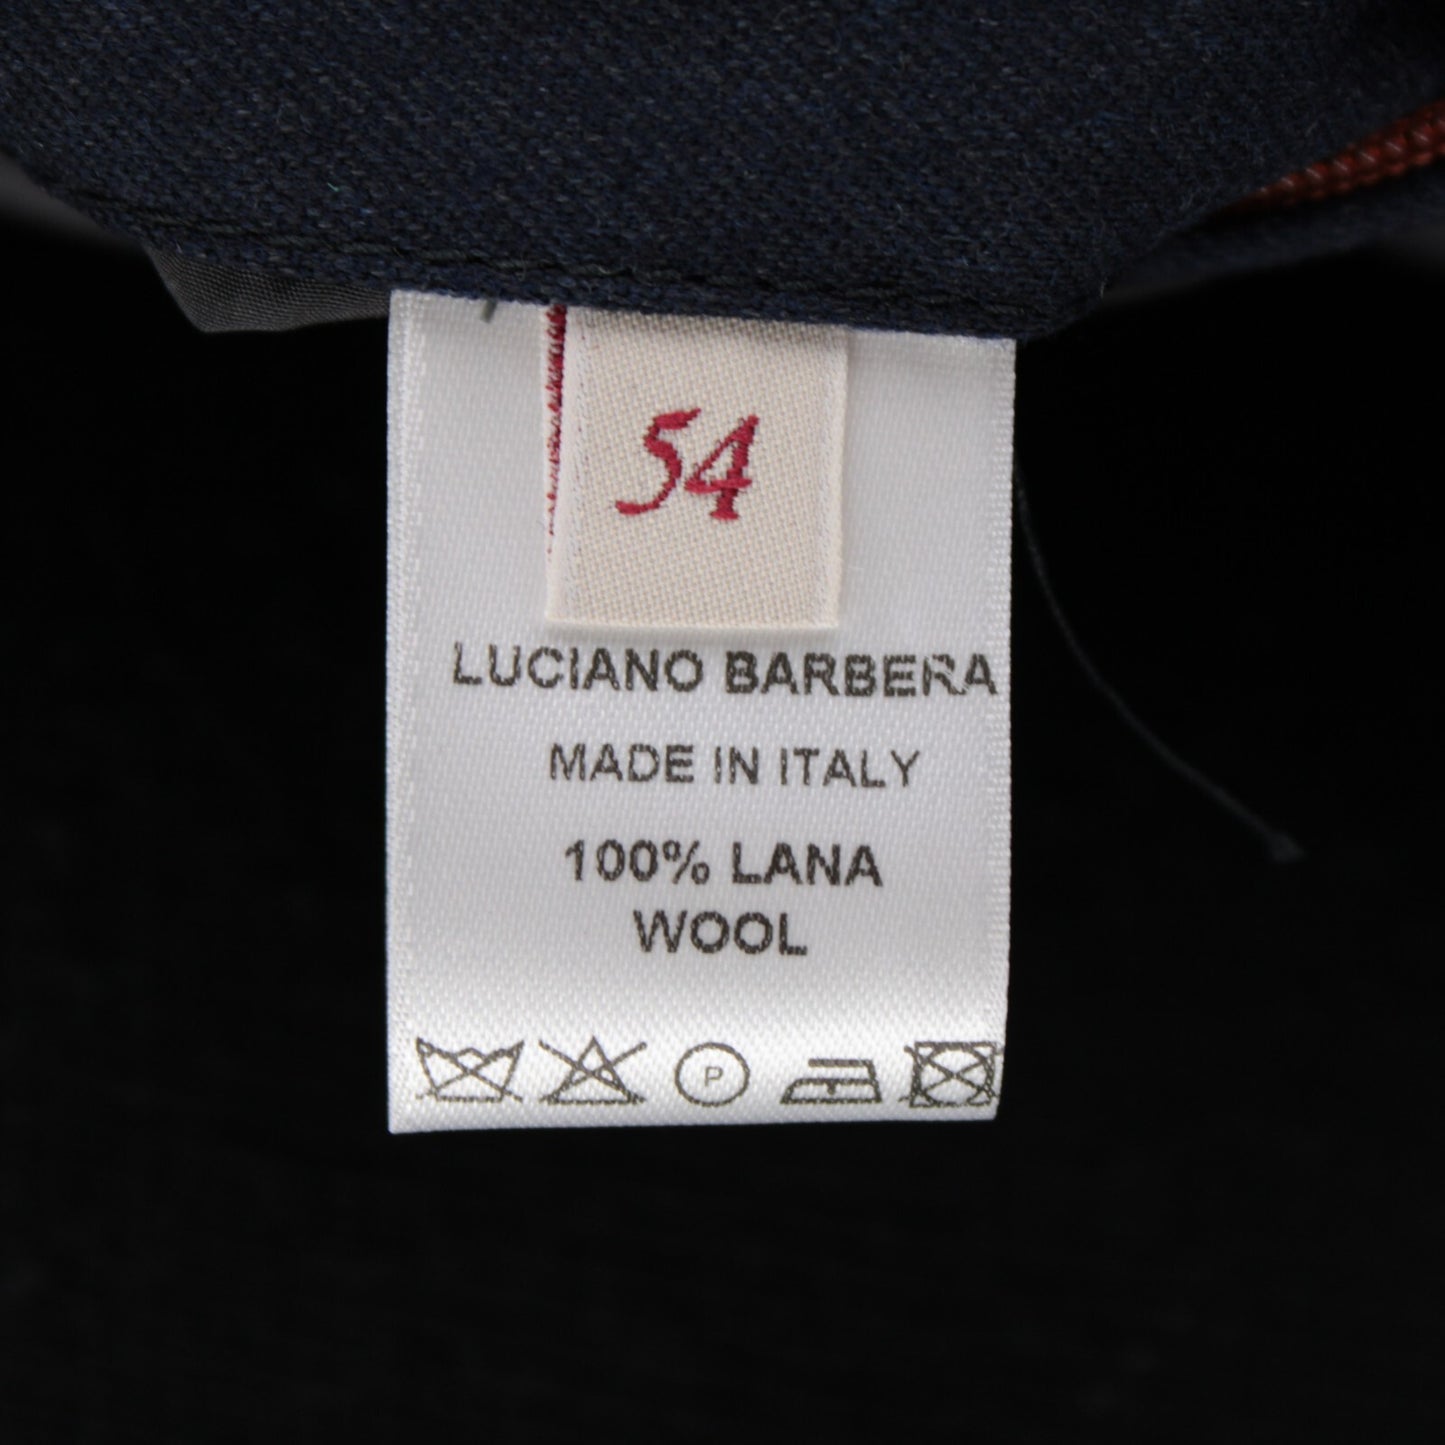 54
LUCIANO BARBERA
MADE IN ITALY
100% LANA
WOOL
P